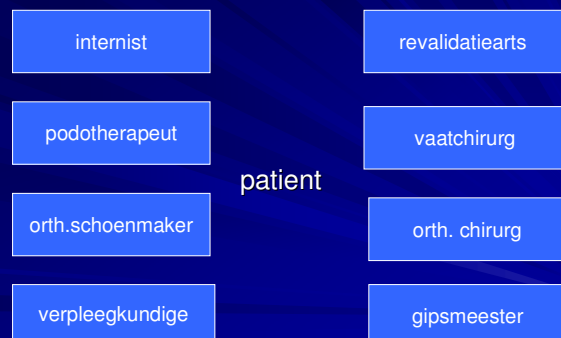 internist
revalidatiearts
podotherapeut
vaatchirurg
patient
orth.schoenmaker
orth. chirurg
verpleegkundige
gipsmeester